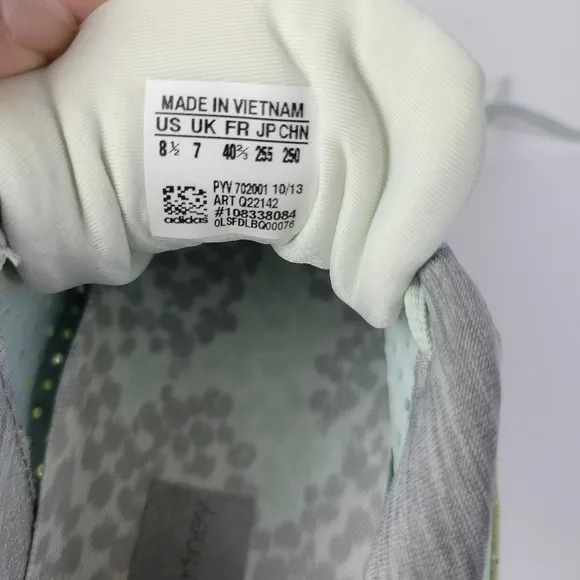 MADE IN VIETNAM
US UK FR JP CHN
8½ 7 40⅔ 255 250
PYV 702001 10/13
ART Q22142
#108338084
adidas 0LSFDLBQ00076